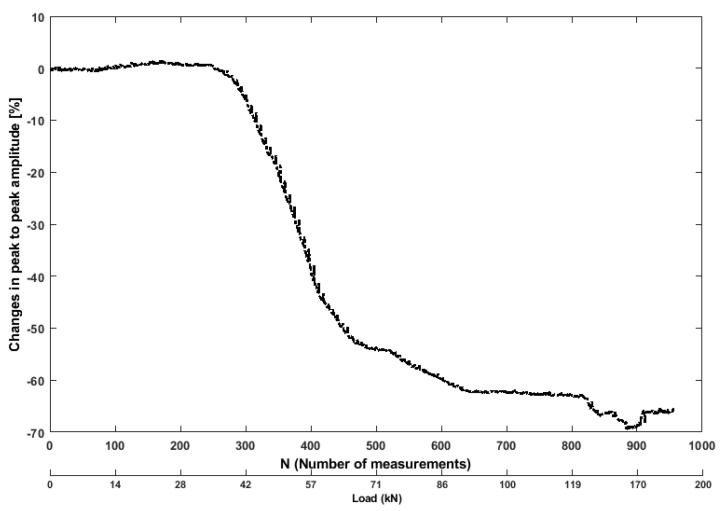 Changes in peak to peak amplitude [%]
10
0
-10
-20
-30
-40
-50
-60
-70
0 100 200 300 400 500 600 700 800 900 1000
N (Number of measurements)
0 14 28 42 57 71 86 100 119 170 200
Load (kN)